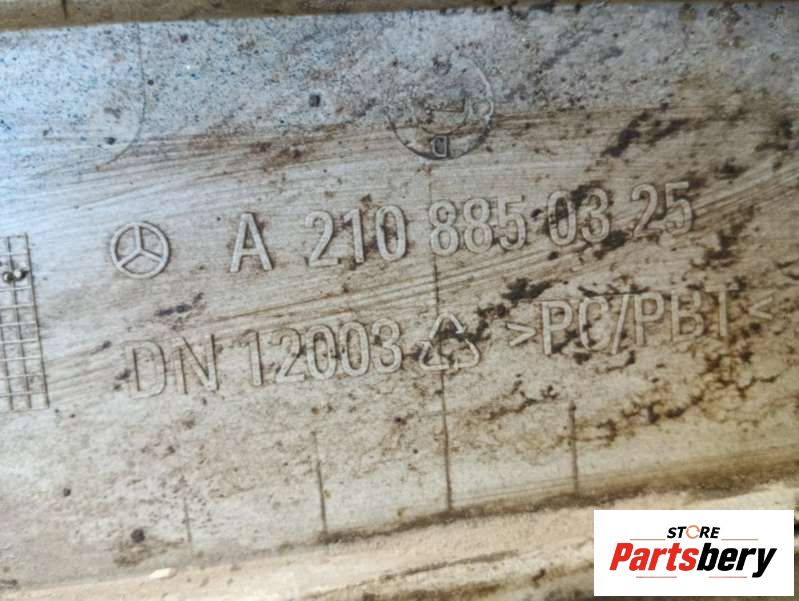 A 210 885 03 25
DN 12003 >PC/PBT<
STORE
Partsbery